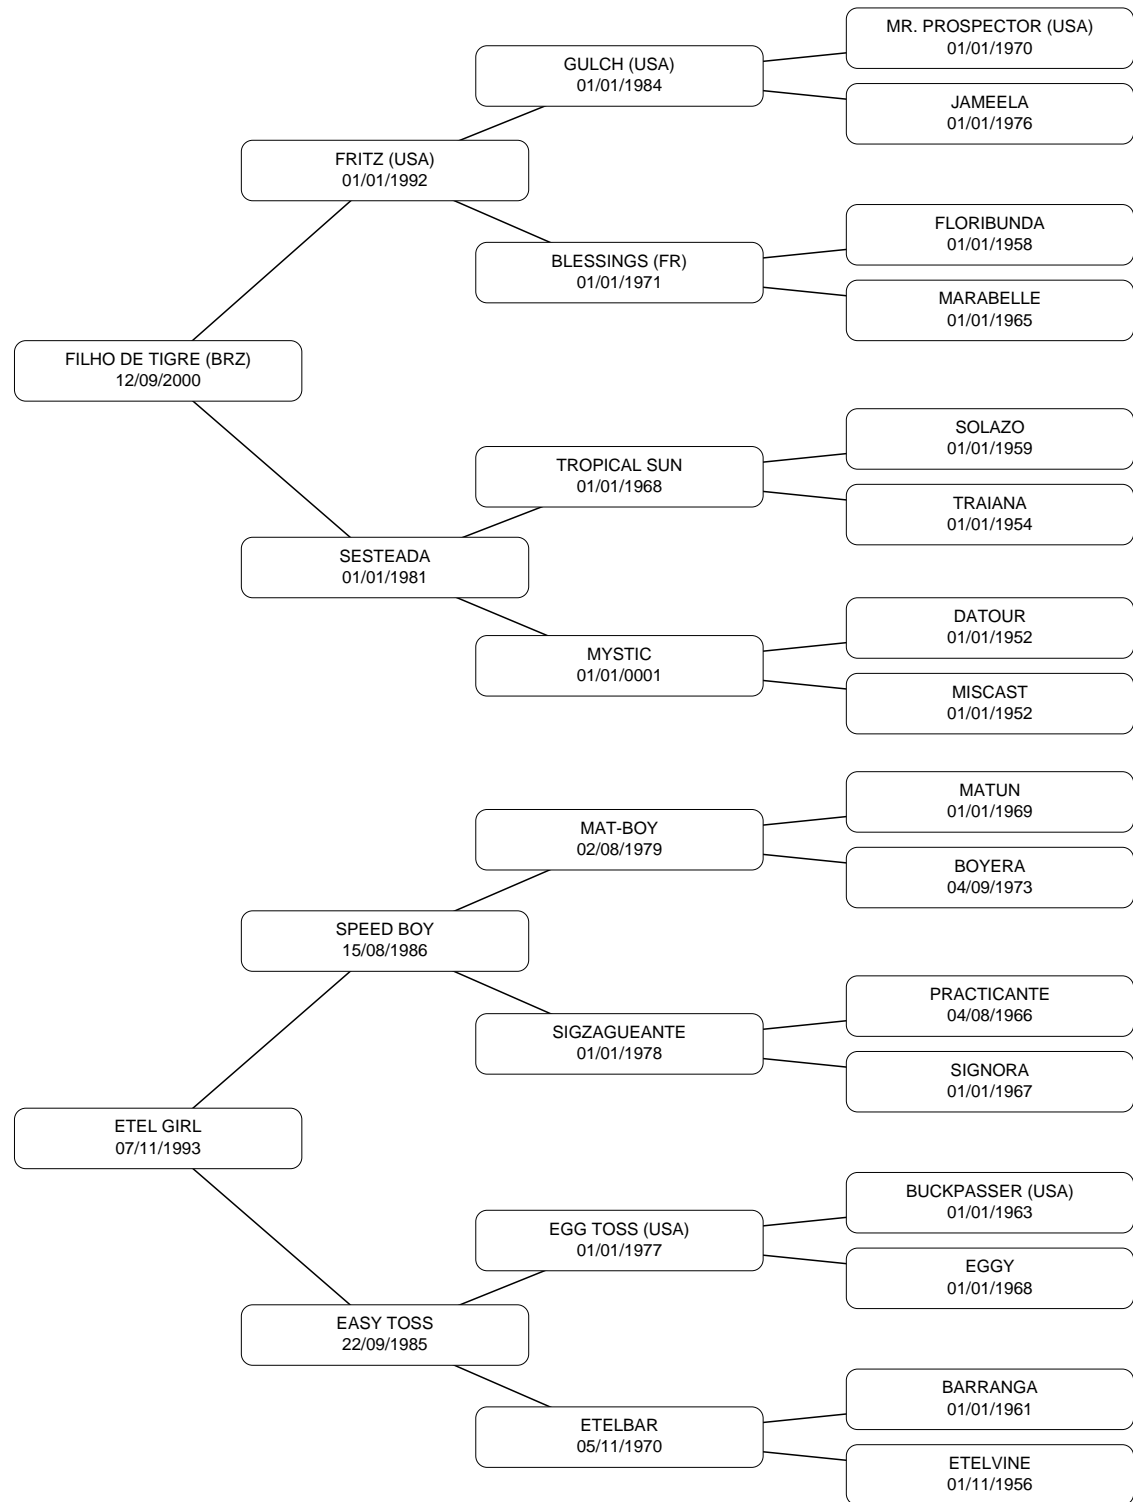 MR. PROSPECTOR (USA)
01/01/1970
GULCH (USA)
01/01/1984
JAMEELA
01/01/1976
FRITZ (USA)
01/01/1992
FLORIBUNDA
01/01/1958
BLESSINGS (FR)
01/01/1971
MARABELLE
01/01/1965
FILHO DE TIGRE (BRZ)
12/09/2000
SOLAZO
01/01/1959
TROPICAL SUN
01/01/1968
TRAIANA
01/01/1954
SESTEADA
01/01/1981
DATOUR
01/01/1952
MYSTIC
01/01/0001
MISCAST
01/01/1952
MATUN
01/01/1969
MAT-BOY
02/08/1979
BOYERA
04/09/1973
SPEED BOY
15/08/1986
PRACTICANTE
04/08/1966
SIGZAGUEANTE
01/01/1978
SIGNORA
01/01/1967
ETEL GIRL
07/11/1993
BUCKPASSER (USA)
01/01/1963
EGG TOSS (USA)
01/01/1977
EGGY
01/01/1968
EASY TOSS
22/09/1985
BARRANGA
01/01/1961
ETELBAR
05/11/1970
ETELVINE
01/11/1956